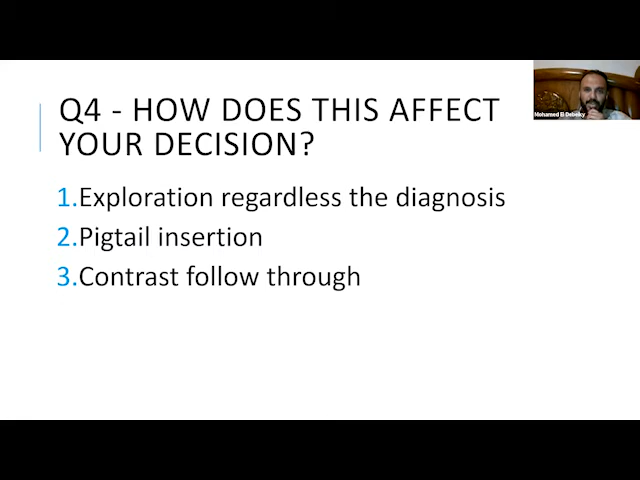 Q4 - HOW DOES THIS AFFECT
YOUR DECISION?
1.Exploration regardless the diagnosis
2.Pigtail insertion
3.Contrast follow through
Mohamed El Debeiky